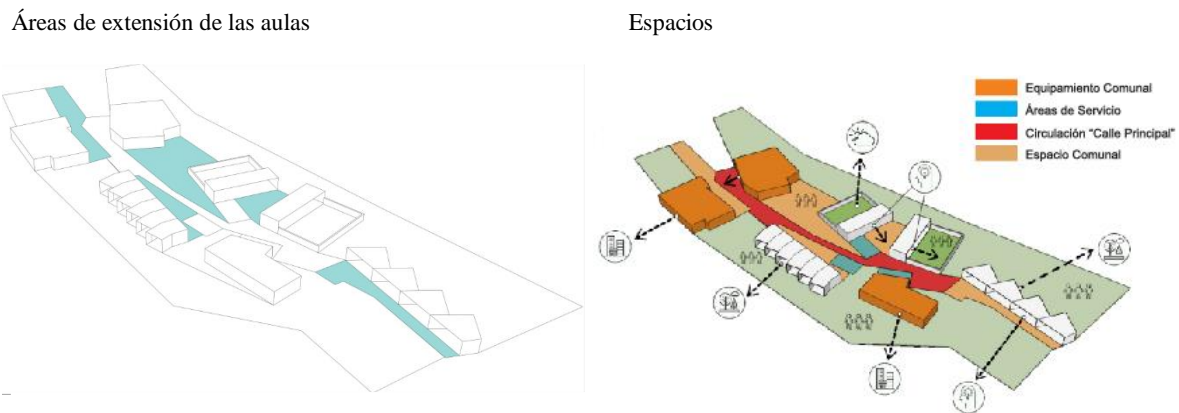 Áreas de extensión de las aulas
Espacios
Equipamiento Comunal
Áreas de Servicio
Circulación "Calle Principal"
Espacio Comunal